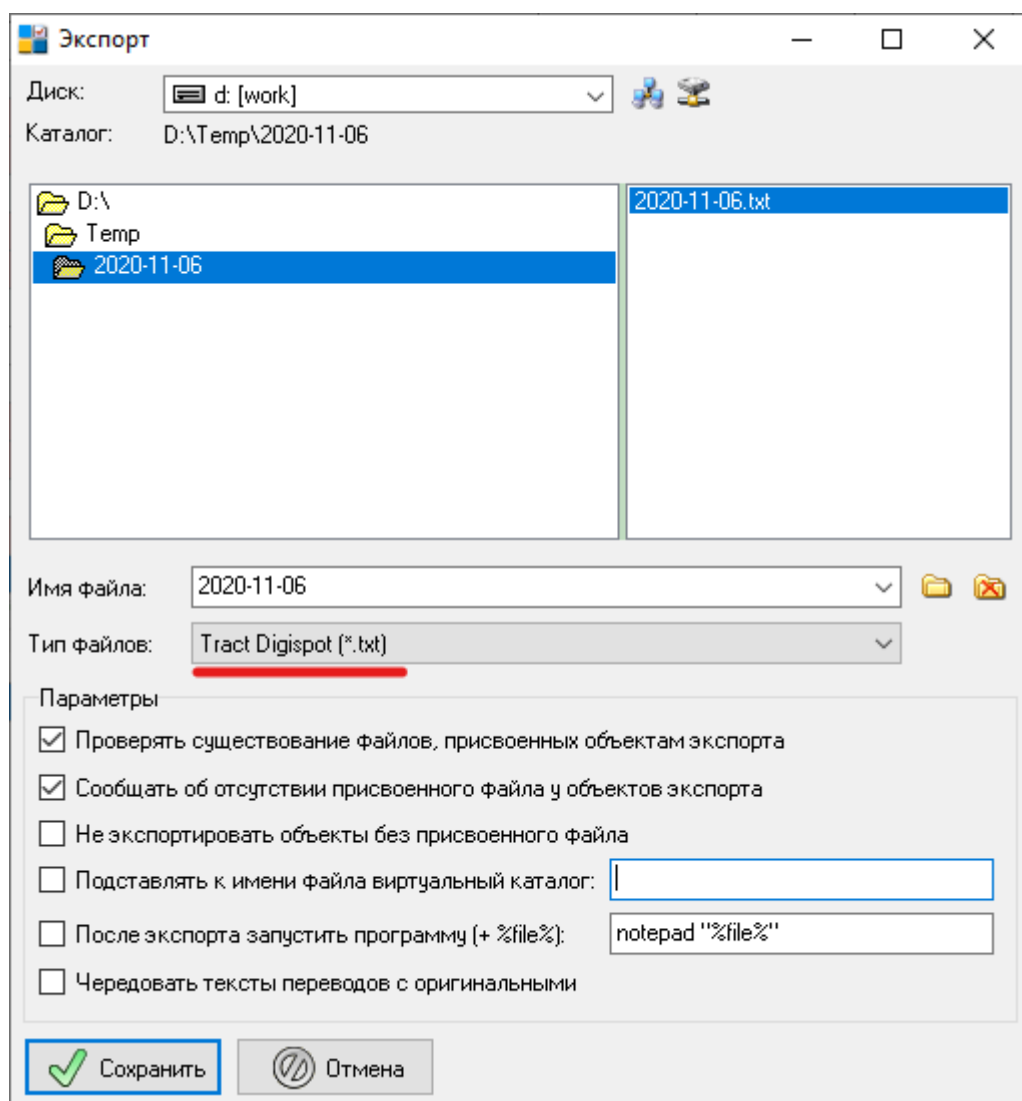 Экспорт
Диск: d: [work]
Каталог: D:\Temp\2020-11-06
D:\ 2020-11-06.txt
Temp
2020-11-06
Имя файла: 2020-11-06
Тип файлов: Tract Digispot (*.txt)
Параметры
Проверять существование файлов, присвоенных объектам экспорта
Сообщать об отсутствии присвоенного файла у объектов экспорта
Не экспортировать объекты без присвоенного файла
Подставлять к имени файла виртуальный каталог:
После экспорта запустить программу (+ %file%): notepad "%file%"
Чередовать тексты переводов с оригинальными
Сохранить Отмена